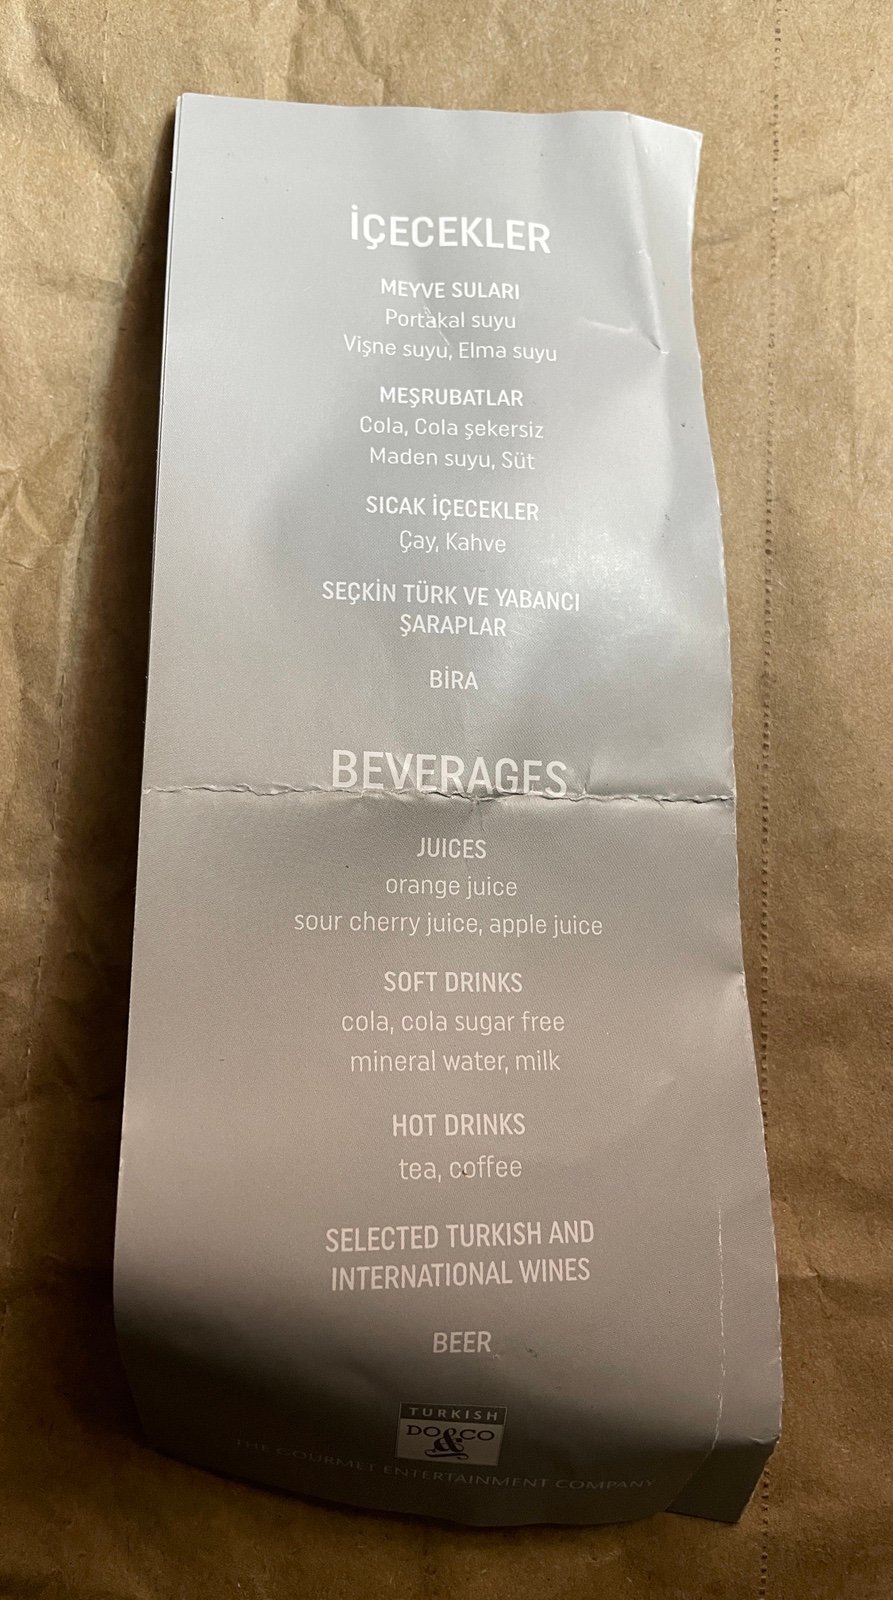 İÇECEKLER
MEYVE SULARI
Portakal suyu
Vişne suyu, Elma suyu
MEŞRUBATLAR
Cola, Cola şekersiz
Maden suyu, Süt
SICAK İÇECEKLER
Çay, Kahve
SEÇKİN TÜRK VE YABANCI
ŞARAPLAR
BİRA
BEVERAGES
JUICES
orange juice
sour cherry juice, apple juice
SOFT DRINKS
cola, cola sugar free
mineral water, milk
HOT DRINKS
tea, coffee
SELECTED TURKISH AND
INTERNATIONAL WINES
BEER
TURKISH
DO & CO
THE GOURMET ENTERTAINMENT COMPANY